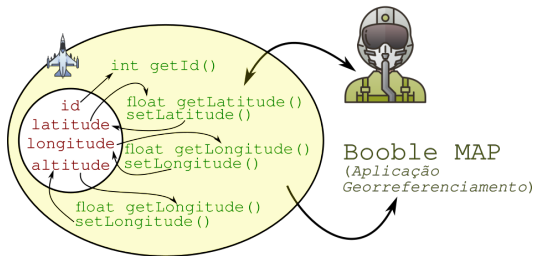 int getId()
id
latitude
longitude
altitude
float getLatitude()
setLatitude()
float getLongitude()
setLongitude()
float getLongitude()
setLongitude()
Booble MAP
(Aplicação
Georreferenciamento)